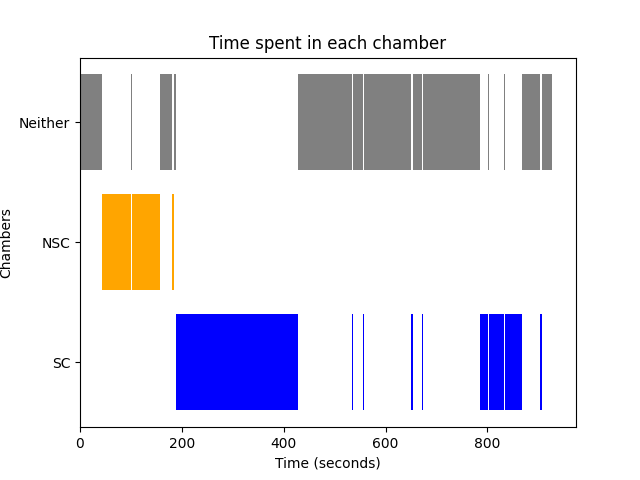 Time spent in each chamber
Neither
NSC
SC
Chambers
0 200 400 600 800
Time (seconds)